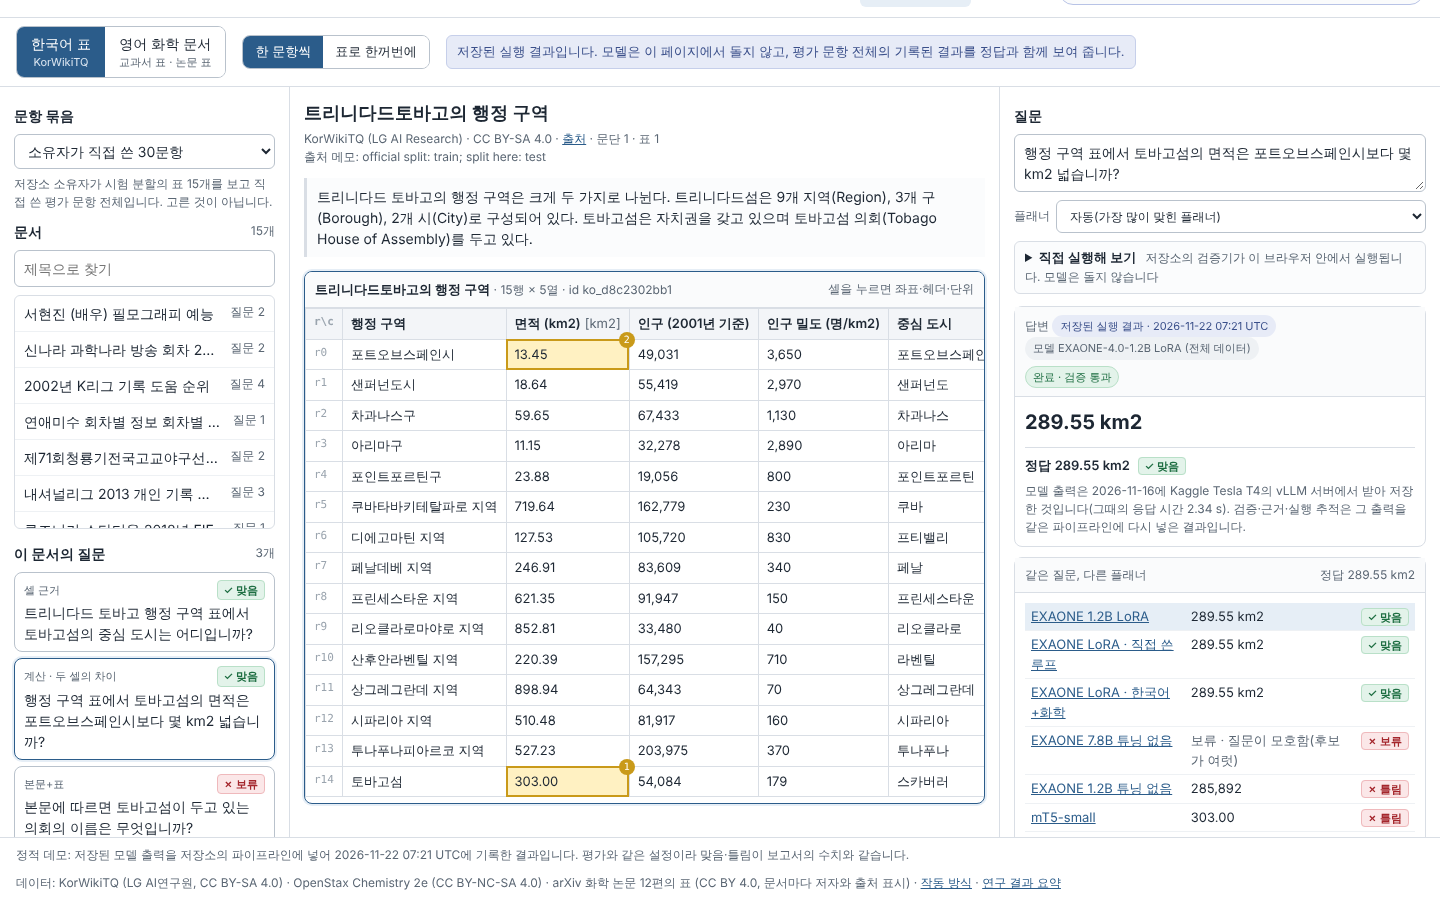 한국어 표
KorWikiTQ
영어 화학 문서
교과서 표 · 논문 표
한 문항씩
표로 한꺼번에
저장된 실행 결과입니다. 모델은 이 페이지에서 돌지 않고, 평가 문항 전체의 기록된 결과를 정답과 함께 보여 줍니다.
문항 묶음
소유자가 직접 쓴 30문항
저장소 소유자가 시험 분할의 표 15개를 보고 직
접 쓴 평가 문항 전체입니다. 고른 것이 아닙니다.
문서 15개
제목으로 찾기
서현진 (배우) 필모그래피 예능 질문 2
신나라 과학나라 방송 회차 2... 질문 2
2002년 K리그 기록 도움 순위 질문 4
연애미수 회차별 정보 회차별 ... 질문 1
제71회청룡기전국고교야구선... 질문 2
내셔널리그 2013 개인 기록 ... 질문 3
이 문서의 질문 3개
셀 근거 ✓ 맞음
트리니다드 토바고 행정 구역 표에서
토바고섬의 중심 도시는 어디입니까?
계산 · 두 셀의 차이 ✓ 맞음
행정 구역 표에서 토바고섬의 면적은
포트오브스페인시보다 몇 km2 넓습니
까?
본문+표 × 보류
본문에 따르면 토바고섬이 두고 있는
의회의 이름은 무엇입니까?
트리니다드토바고의 행정 구역
KorWikiTQ (LG AI Research) · CC BY-SA 4.0 · 출처 · 문단 1 · 표 1
출처 메모: official split: train; split here: test
트리니다드 토바고의 행정 구역은 크게 두 가지로 나뉜다. 트리니다드섬은 9개 지역(Region), 3개 구
(Borough), 2개 시(City)로 구성되어 있다. 토바고섬은 자치권을 갖고 있으며 토바고섬 의회(Tobago
House of Assembly)를 두고 있다.
트리니다드토바고의 행정 구역 · 15행 × 5열 · id ko_d8c2302bb1 셀을 누르면 좌표·헤더·단위
r\c 행정 구역 면적 (km2) [km2] 인구 (2001년 기준) 인구 밀도 (명/km2) 중심 도시
r0 포트오브스페인시 13.45 2 49,031 3,650 포트오브스페인
r1 샌퍼넌도시 18.64 55,419 2,970 샌퍼넌도
r2 차과나스구 59.65 67,433 1,130 차과나스
r3 아리마구 11.15 32,278 2,890 아리마
r4 포인트포르틴구 23.88 19,056 800 포인트포르틴
r5 쿠바타바키테탈파로 지역 719.64 162,779 230 쿠바
r6 디에고마틴 지역 127.53 105,720 830 프티밸리
r7 페날데베 지역 246.91 83,609 340 페날
r8 프린세스타운 지역 621.35 91,947 150 프린세스타운
r9 리오클라로마야로 지역 852.81 33,480 40 리오클라로
r10 산후안라벤틸 지역 220.39 157,295 710 라벤틸
r11 상그레그란데 지역 898.94 64,343 70 상그레그란데
r12 시파리아 지역 510.48 81,917 160 시파리아
r13 투나푸나피아르코 지역 527.23 203,975 370 투나푸나
r14 토바고섬 303.00 1 54,084 179 스카버러
질문
행정 구역 표에서 토바고섬의 면적은 포트오브스페인시보다 몇
km2 넓습니까?
플래너 자동(가장 많이 맞힌 플래너)
▶ 직접 실행해 보기 저장소의 검증기가 이 브라우저 안에서 실행됩니
다. 모델은 돌지 않습니다
답변 저장된 실행 결과 · 2026-11-22 07:21 UTC
모델 EXAONE-4.0-1.2B LoRA (전체 데이터)
완료 · 검증 통과
289.55 km2
정답 289.55 km2 ✓ 맞음
모델 출력은 2026-11-16에 Kaggle Tesla T4의 vLLM 서버에서 받아 저장
한 것입니다(그때의 응답 시간 2.34 s). 검증·근거·실행 추적은 그 출력을
같은 파이프라인에 다시 넣은 결과입니다.
같은 질문, 다른 플래너 정답 289.55 km2
EXAONE 1.2B LoRA 289.55 km2 ✓ 맞음
EXAONE LoRA · 직접 쓴 289.55 km2 ✓ 맞음
루프
EXAONE LoRA · 한국어 289.55 km2 ✓ 맞음
+화학
EXAONE 7.8B 튜닝 없음 보류 · 질문이 모호함(후보 × 보류
가 여럿)
EXAONE 1.2B 튜닝 없음 285,892 × 틀림
mT5-small 303.00 × 틀림
정적 데모: 저장된 모델 출력을 저장소의 파이프라인에 넣어 2026-11-22 07:21 UTC에 기록한 결과입니다. 평가와 같은 설정이라 맞음·틀림이 보고서의 수치와 같습니다.
데이터: KorWikiTQ (LG AI연구원, CC BY-SA 4.0) · OpenStax Chemistry 2e (CC BY-NC-SA 4.0) · arXiv 화학 논문 12편의 표 (CC BY 4.0, 문서마다 저자와 출처 표시) · 작동 방식 · 연구 결과 요약